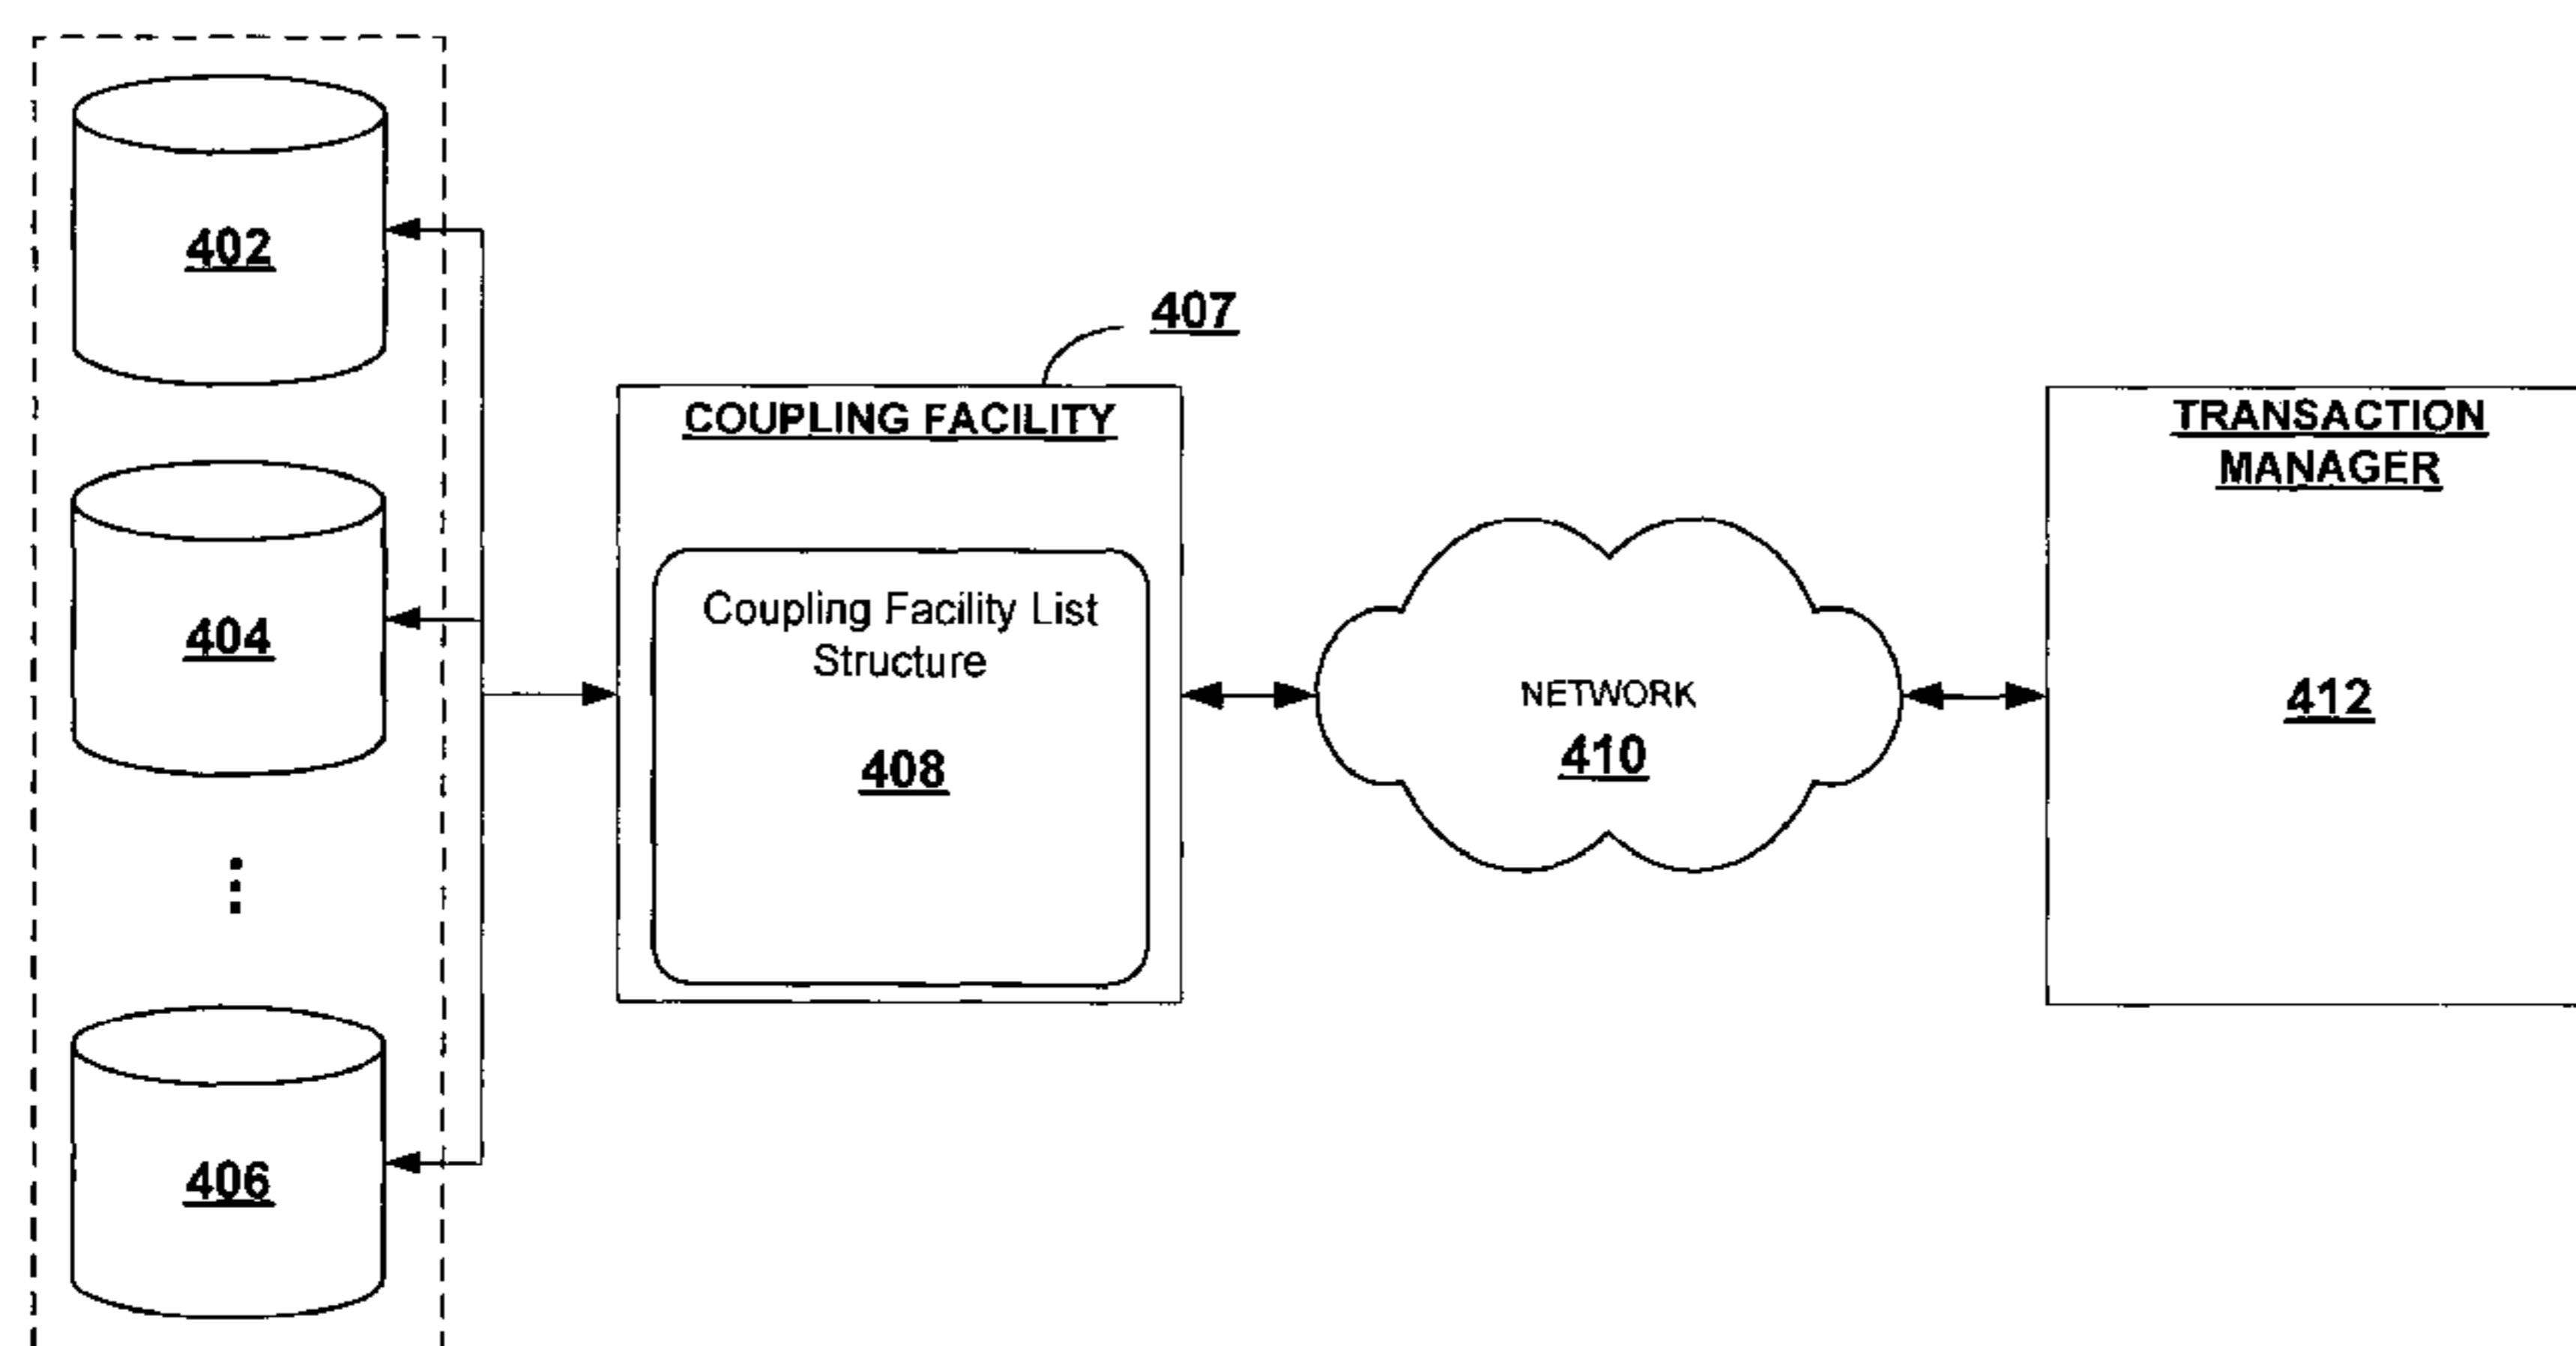 402
404
406
407
COUPLING FACILITY
Coupling Facility List
Structure
408
NETWORK
410
TRANSACTION
MANAGER
412